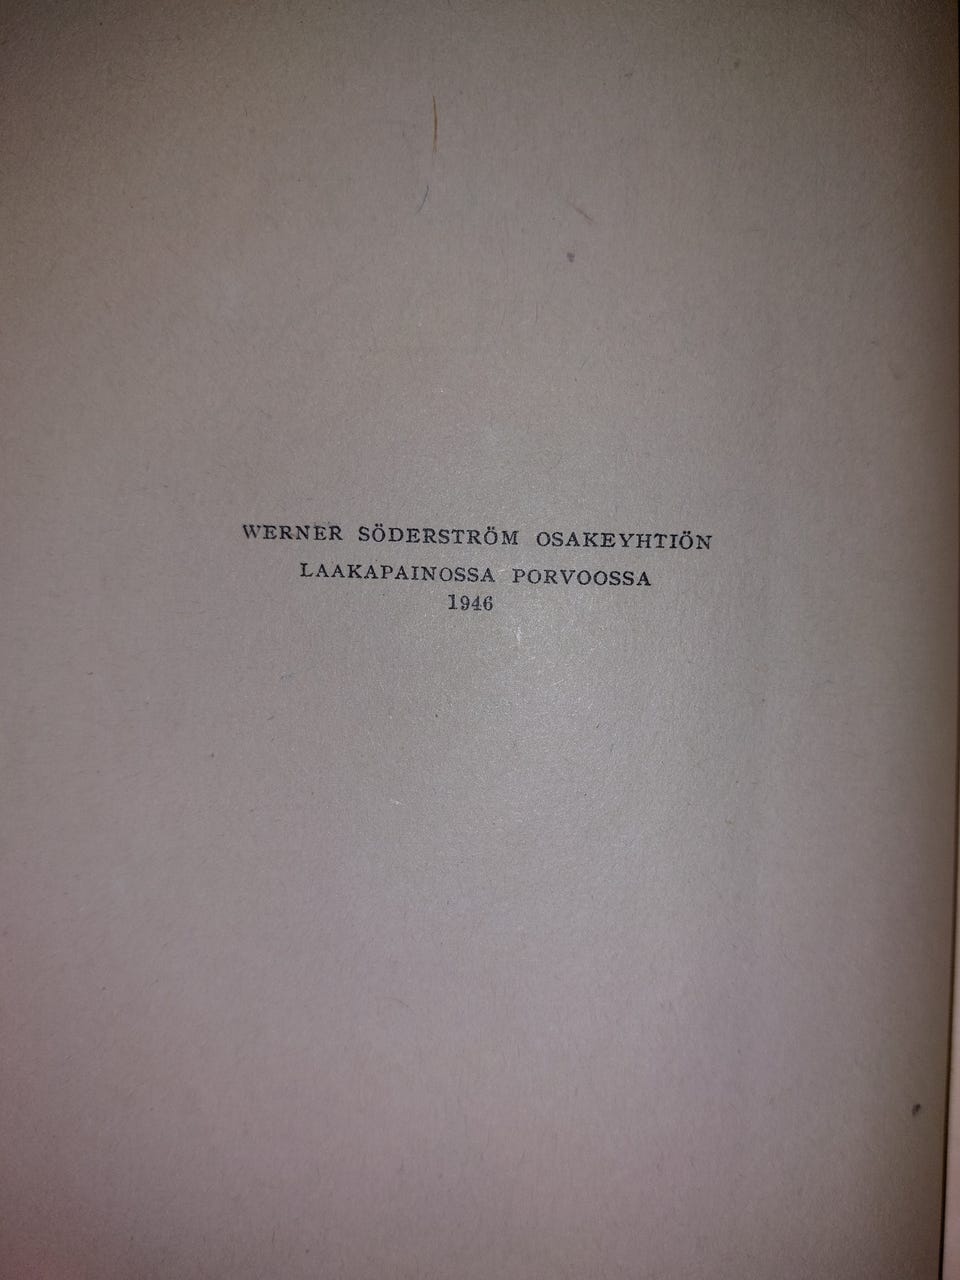 WERNER SÖDERSTRÖM OSAKEYHTIÖN
LAAKAPAINOSSA PORVOOSSA
1946